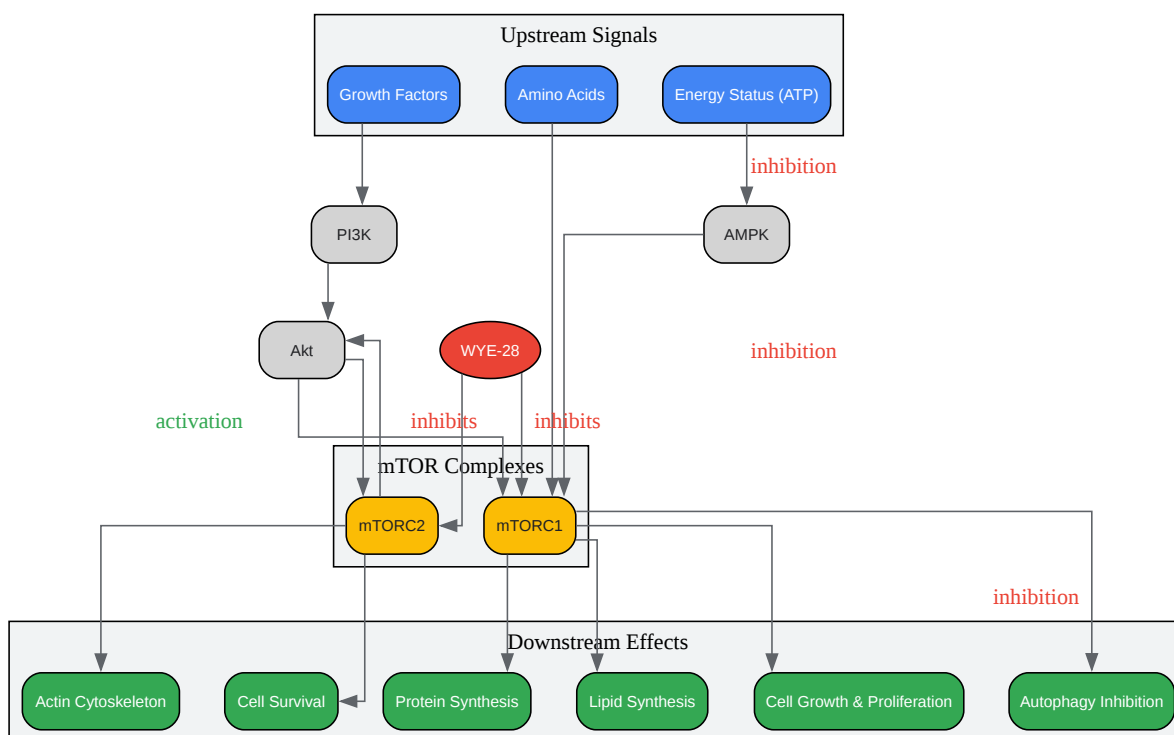 Upstream Signals
Growth Factors
Amino Acids
Energy Status (ATP)
inhibition
PI3K
AMPK
Akt
WYE-28
inhibition
activation
inhibits
inhibits
mTOR Complexes
mTORC2
mTORC1
inhibition
Downstream Effects
Actin Cytoskeleton
Cell Survival
Protein Synthesis
Lipid Synthesis
Cell Growth & Proliferation
Autophagy Inhibition